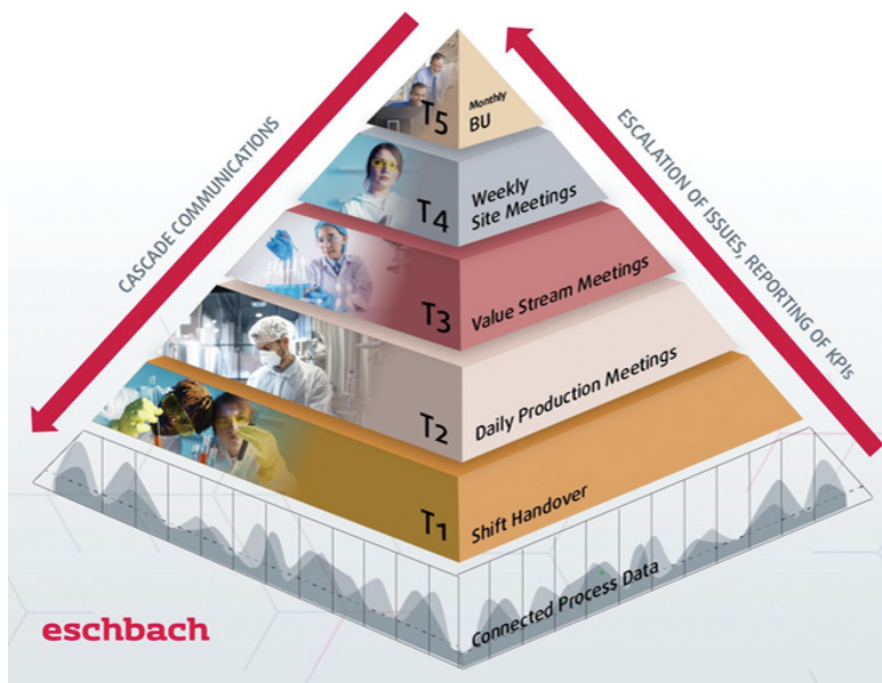 CASCADE COMMUNICATIONS
ESCALATION OF ISSUES, REPORTING OF KPIs
T5
Monthly
BU
T4
Weekly
Site Meetings
T3
Value Stream Meetings
T2
Daily Production Meetings
T1
Shift Handover
Connected Process Data
eschbach